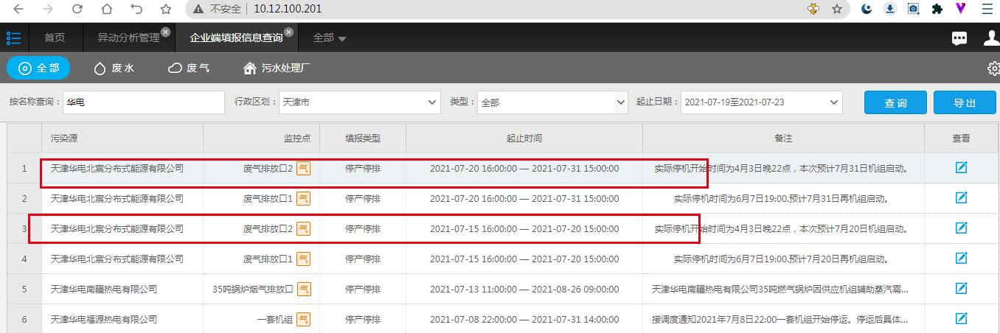 不安全 10.12.100.201
首页 异动分析管理 企业端填报信息查询 全部
全部 废水 废气 污水处理厂
按名称查询： 华电 行政区划： 天津市 类型： 全部 起止日期： 2021-07-19至2021-07-23 查询 导出
污染源 监控点 填报类型 起止时间 备注 查看
1 天津华电北宸分布式能源有限公司 废气排放口2 气 停产停排 2021-07-20 16:00:00 — 2021-07-31 15:00:00 实际停机开始时间为4月3日晚22点，本次预计7月31日机组启动。
2 天津华电北宸分布式能源有限公司 废气排放口1 气 停产停排 2021-07-20 16:00:00 — 2021-07-31 15:00:00 实际停机时间为6月7日19:00.预计7月31日再机组启动。
3 天津华电北宸分布式能源有限公司 废气排放口2 气 停产停排 2021-07-15 16:00:00 — 2021-07-20 15:00:00 实际停机开始时间为4月3日晚22点，本次预计7月20日机组启动。
4 天津华电北宸分布式能源有限公司 废气排放口1 气 停产停排 2021-07-15 16:00:00 — 2021-07-20 15:00:00 实际停机时间为6月7日19:00.预计7月20日再机组启动。
5 天津华电南疆热电有限公司 35吨锅炉烟气排放口 气 停产停排 2021-07-13 11:00:00 — 2021-08-26 09:00:00 天津华电南疆热电有限公司35吨燃气锅炉因供应机组辅助蒸汽需...
6 天津华电福源热电有限公司 一套机组 气 停产停排 2021-07-08 22:00:00 — 2021-07-31 14:00:00 接调度通知2021年7月8日22:00一套机组开始停运。停运后具体...